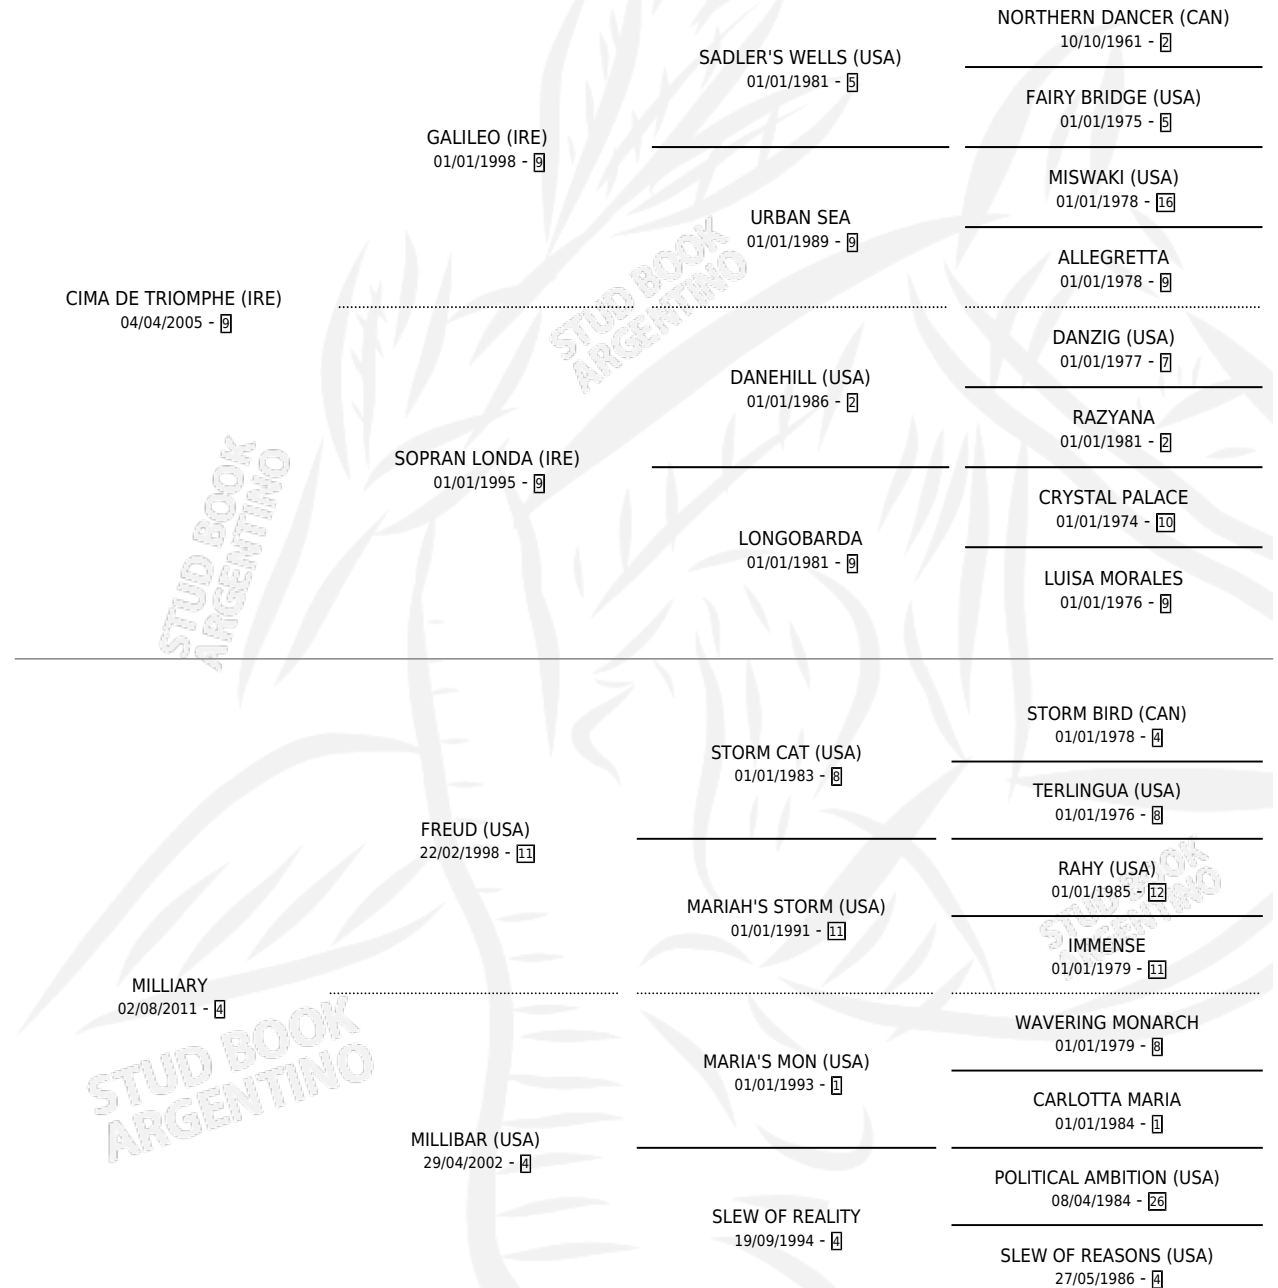 NORTHERN DANCER (CAN)
10/10/1961 - 2
SADLER'S WELLS (USA)
01/01/1981 - 5
FAIRY BRIDGE (USA)
01/01/1975 - 5
GALILEO (IRE)
01/01/1998 - 9
MISWAKI (USA)
01/01/1978 - 16
URBAN SEA
01/01/1989 - 9
ALLEGRETTA
01/01/1978 - 9
CIMA DE TRIOMPHE (IRE)
04/04/2005 - 9
DANZIG (USA)
01/01/1977 - 7
DANEHILL (USA)
01/01/1986 - 2
RAZYANA
01/01/1981 - 2
SOPRAN LONDA (IRE)
01/01/1995 - 9
CRYSTAL PALACE
01/01/1974 - 10
LONGOBARDA
01/01/1981 - 9
LUISA MORALES
01/01/1976 - 9
STORM BIRD (CAN)
01/01/1978 - 4
STORM CAT (USA)
01/01/1983 - 8
TERLINGUA (USA)
01/01/1976 - 8
FREUD (USA)
22/02/1998 - 11
RAHY (USA)
01/01/1985 - 12
MARIAH'S STORM (USA)
01/01/1991 - 11
IMMENSE
01/01/1979 - 11
MILLIARY
02/08/2011 - 4
WAVERING MONARCH
01/01/1979 - 8
MARIA'S MON (USA)
01/01/1993 - 1
CARLOTTA MARIA
01/01/1984 - 1
MILLIBAR (USA)
29/04/2002 - 4
POLITICAL AMBITION (USA)
08/04/1984 - 26
SLEW OF REALITY
19/09/1994 - 4
SLEW OF REASONS (USA)
27/05/1986 - 4
STUD BOOK
ARGENTINO
STUD BOOK
ARGENTINO
STUD BOOK
ARGENTINO
STUD BOOK
ARGENTINO